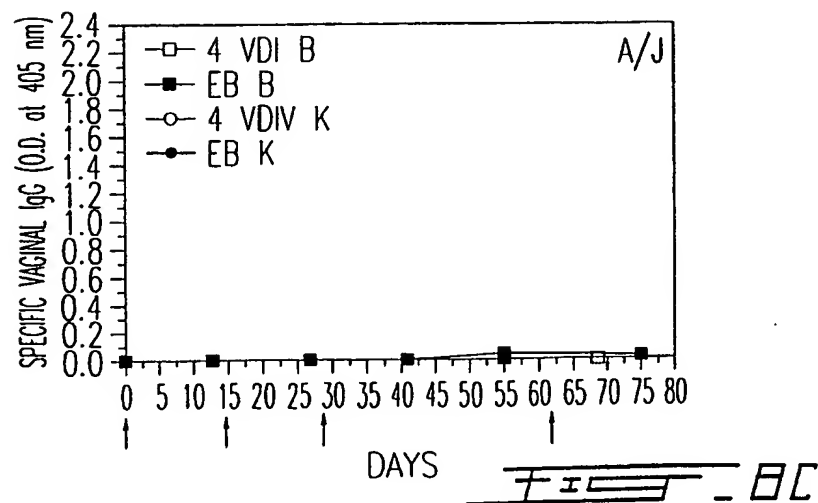 SPECIFIC VAGINAL IgC (O.D. at 405 nm)
2.4
2.2
2.0
1.8
1.6
1.4
1.2
1.0
0.8
0.6
0.4
0.2
0.0
4 VDI B
EB B
4 VDIV K
EB K
A/J
0 5 10 15 20 25 30 35 40 45 50 55 60 65 70 75 80
DAYS
Fig_8C